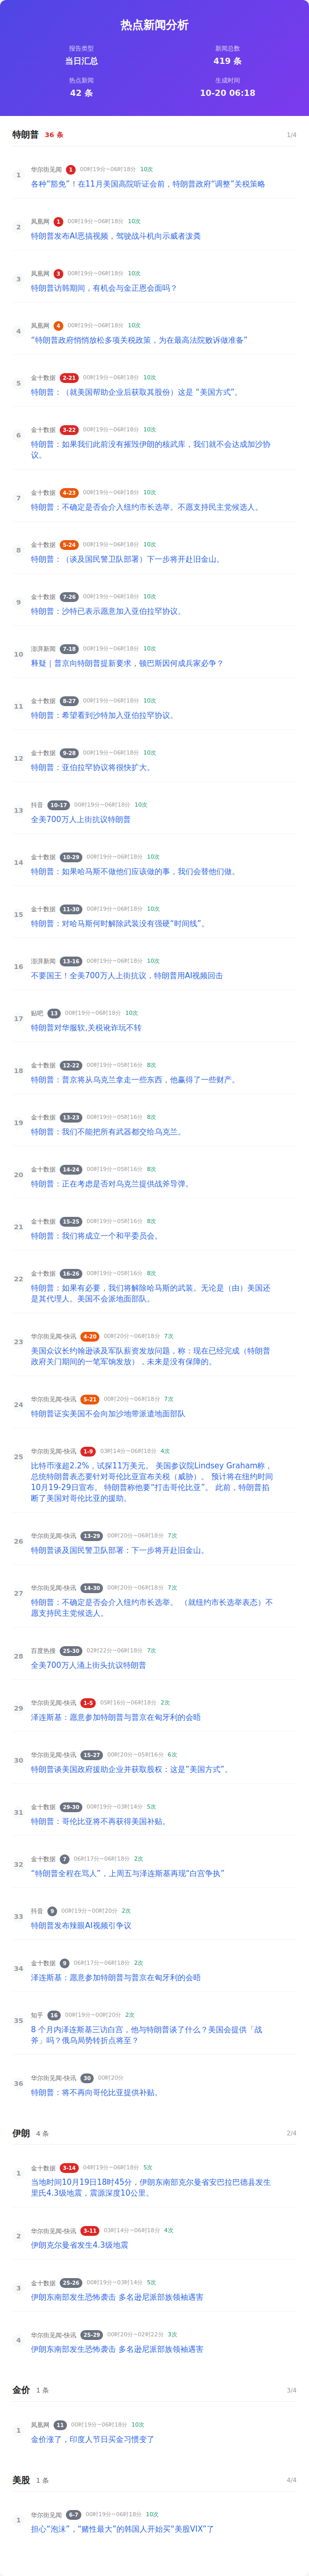 热点新闻分析
报告类型
当日汇总
新闻总数
419 条
热点新闻
42 条
生成时间
10-20 06:18
特朗普 36 条 1/4
1 华尔街见闻 1 00时19分~06时18分 10次
各种“豁免”！在11月美国高院听证会前，特朗普政府“调整”关税策略
2 凤凰网 1 00时19分~06时18分 10次
特朗普发布AI恶搞视频，驾驶战斗机向示威者泼粪
3 凤凰网 3 00时19分~06时18分 10次
特朗普访韩期间，有机会与金正恩会面吗？
4 凤凰网 4 00时19分~06时18分 10次
“特朗普政府悄悄放松多项关税政策，为在最高法院败诉做准备”
5 金十数据 2-21 00时19分~06时18分 10次
特朗普：（就美国帮助企业后获取其股份）这是 “美国方式”。
6 金十数据 3-22 00时19分~06时18分 10次
特朗普：如果我们此前没有摧毁伊朗的核武库，我们就不会达成加沙协
议。
7 金十数据 4-23 00时19分~06时18分 10次
特朗普：不确定是否会介入纽约市长选举。不愿支持民主党候选人。
8 金十数据 5-24 00时19分~06时18分 10次
特朗普：（谈及国民警卫队部署）下一步将开赴旧金山。
9 金十数据 7-26 00时19分~06时18分 10次
特朗普：沙特已表示愿意加入亚伯拉罕协议。
10 澎湃新闻 7-18 00时19分~06时18分 10次
释疑｜普京向特朗普提新要求，顿巴斯因何成兵家必争？
11 金十数据 8-27 00时19分~06时18分 10次
特朗普：希望看到沙特加入亚伯拉罕协议。
12 金十数据 9-28 00时19分~06时18分 10次
特朗普：亚伯拉罕协议将很快扩大。
13 抖音 10-17 00时19分~06时18分 10次
全美700万人上街抗议特朗普
14 金十数据 10-29 00时19分~06时18分 10次
特朗普：如果哈马斯不做他们应该做的事，我们会替他们做。
15 金十数据 11-30 00时19分~06时18分 10次
特朗普：对哈马斯何时解除武装没有强硬“时间线”。
16 澎湃新闻 13-16 00时19分~06时18分 10次
不要国王！全美700万人上街抗议，特朗普用AI视频回击
17 贴吧 13 00时19分~06时18分 10次
特朗普对华服软,关税讹诈玩不转
18 金十数据 12-22 00时19分~05时16分 8次
特朗普：普京将从乌克兰拿走一些东西，他赢得了一些财产。
19 金十数据 13-23 00时19分~05时16分 8次
特朗普：我们不能把所有武器都交给乌克兰。
20 金十数据 14-24 00时19分~05时16分 8次
特朗普：正在考虑是否对乌克兰提供战斧导弹。
21 金十数据 15-25 00时19分~05时16分 8次
特朗普：我们将成立一个和平委员会。
22 金十数据 16-26 00时19分~05时16分 8次
特朗普：如果有必要，我们将解除哈马斯的武装。无论是（由）美国还
是其代理人。美国不会派地面部队。
23 华尔街见闻-快讯 4-20 00时20分~06时18分 7次
美国众议长约翰逊谈及军队薪资发放问题，称：现在已经完成（特朗普
政府关门期间的一笔军饷发放），未来是没有保障的。
24 华尔街见闻-快讯 5-21 00时20分~06时18分 7次
特朗普证实美国不会向加沙地带派遣地面部队
25 华尔街见闻-快讯 1-9 03时14分~06时18分 4次
比特币涨超2.2%，试探11万美元。 美国参议院Lindsey Graham称，
总统特朗普表态要针对哥伦比亚宣布关税（威胁）。 预计将在纽约时间
10月19-29日宣布。 特朗普称他要“打击哥伦比亚”。 此前，特朗普掐
断了美国对哥伦比亚的援助。
26 华尔街见闻-快讯 13-29 00时20分~06时18分 7次
特朗普谈及国民警卫队部署：下一步将开赴旧金山。
27 华尔街见闻-快讯 14-30 00时20分~06时18分 7次
特朗普：不确定是否会介入纽约市长选举。 （就纽约市长选举表态）不
愿支持民主党候选人。
28 百度热搜 25-30 02时22分~06时18分 7次
全美700万人涌上街头抗议特朗普
29 华尔街见闻-快讯 1-5 05时16分~06时18分 2次
泽连斯基：愿意参加特朗普与普京在匈牙利的会晤
30 华尔街见闻-快讯 15-27 00时20分~05时16分 6次
特朗普谈美国政府援助企业并获取股权：这是“美国方式”。
31 金十数据 29-30 00时19分~03时14分 5次
特朗普：哥伦比亚将不再获得美国补贴。
32 金十数据 7 06时17分~06时18分 2次
“特朗普全程在骂人”，上周五与泽连斯基再现“白宫争执”
33 抖音 9 00时19分~00时20分 2次
特朗普发布辣眼AI视频引争议
34 金十数据 9 06时17分~06时18分 2次
泽连斯基：愿意参加特朗普与普京在匈牙利的会晤
35 知乎 16 00时19分~00时20分 2次
8 个月内泽连斯基三访白宫，他与特朗普谈了什么？美国会提供「战
斧」吗？俄乌局势转折点将至？
36 华尔街见闻-快讯 30 00时20分
特朗普：将不再向哥伦比亚提供补贴。
伊朗 4 条 2/4
1 金十数据 3-14 04时19分~06时18分 5次
当地时间10月19日18时45分，伊朗东南部克尔曼省安巴拉巴德县发生
里氏4.3级地震，震源深度10公里。
2 华尔街见闻-快讯 3-11 03时14分~06时18分 4次
伊朗克尔曼省发生4.3级地震
3 金十数据 25-26 00时19分~03时14分 5次
伊朗东南部发生恐怖袭击 多名逊尼派部族领袖遇害
4 华尔街见闻-快讯 25-29 00时20分~02时22分 3次
伊朗东南部发生恐怖袭击 多名逊尼派部族领袖遇害
金价 1 条 3/4
1 凤凰网 11 00时19分~06时18分 10次
金价涨了，印度人节日买金习惯变了
美股 1 条 4/4
1 华尔街见闻 6-7 00时19分~06时18分 10次
担心“泡沫”，“赌性最大”的韩国人开始买“美股VIX”了